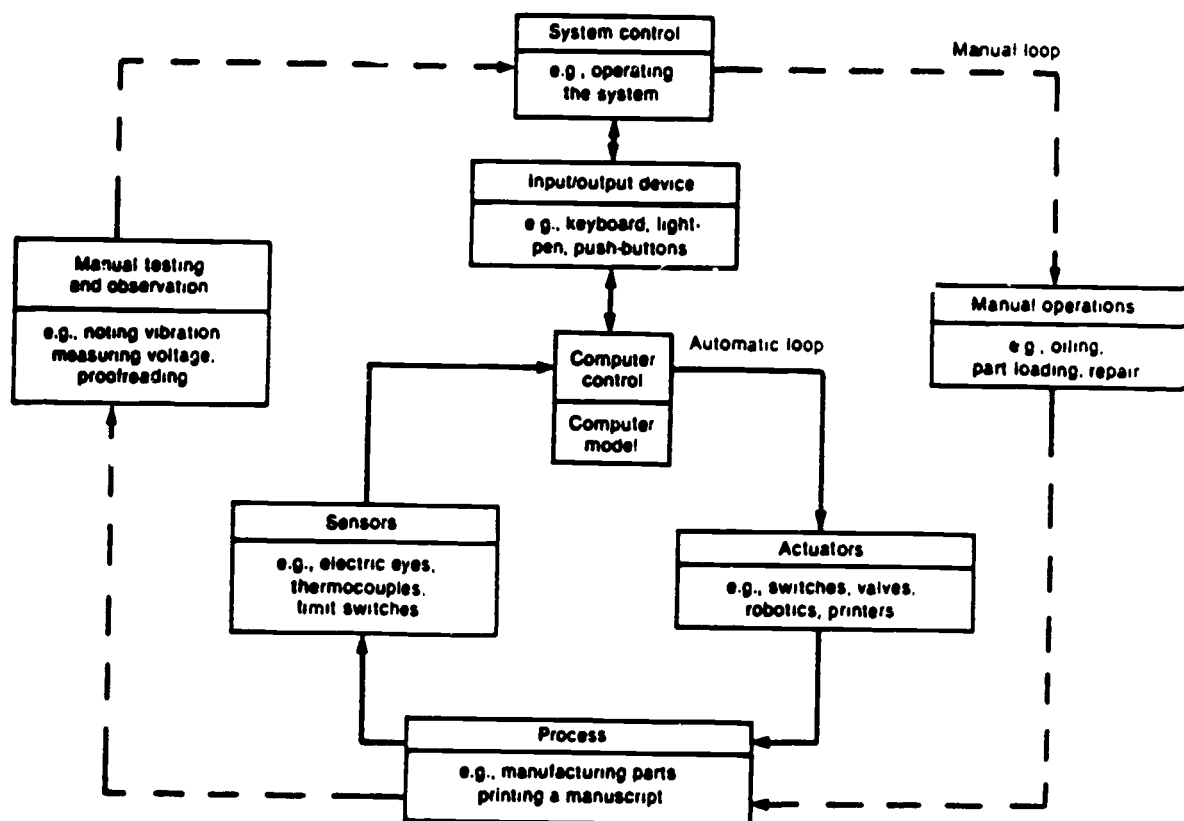 System control
e.g., operating
the system
Manual loop
Input/output device
e g., keyboard, light-
pen, push-buttons
Manual testing
and observation
e.g., noting vibration
measuring voltage,
proofreading
Manual operations
e g, oiling,
part loading, repair
Computer
control
Computer
model
Automatic loop
Sensors
e.g., electric eyes,
thermocouples,
limit switches
Actuators
e.g., switches, valves,
robotics, printers
Process
e.g., manufacturing parts
printing a manuscript